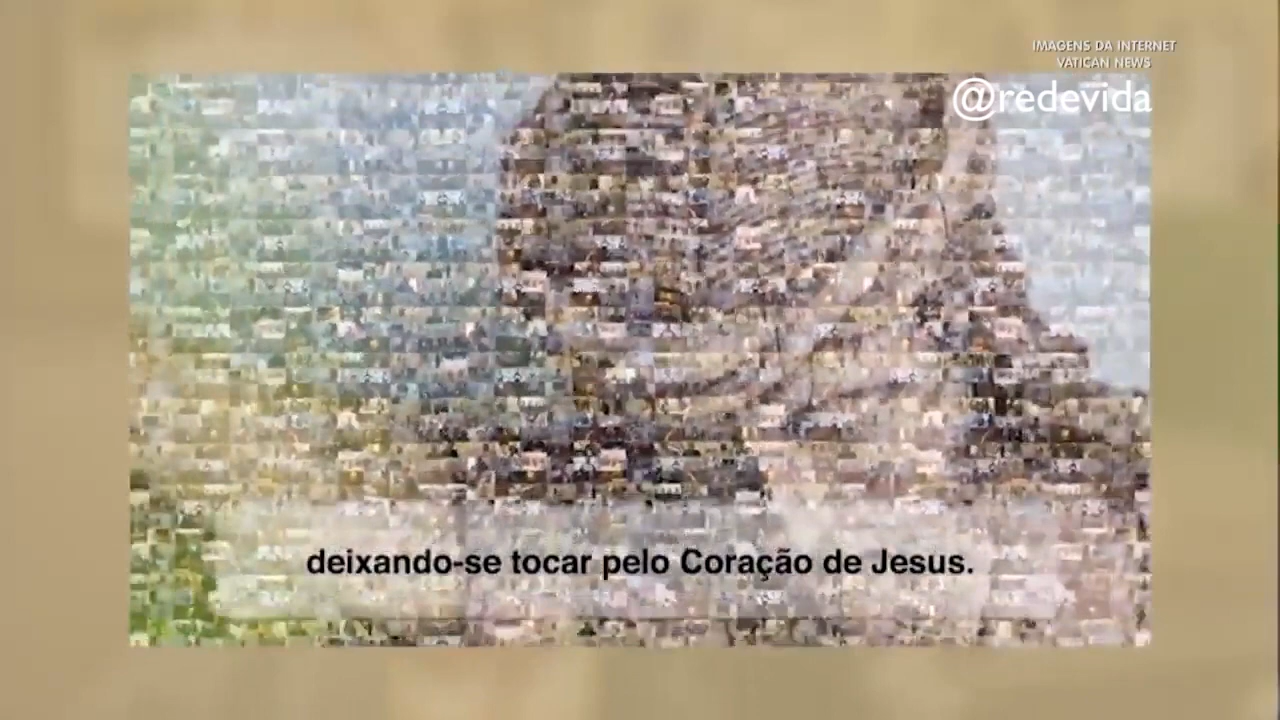 IMAGENS DA INTERNET
VATICAN NEWS
@redevida
deixando-se tocar pelo Coração de Jesus.